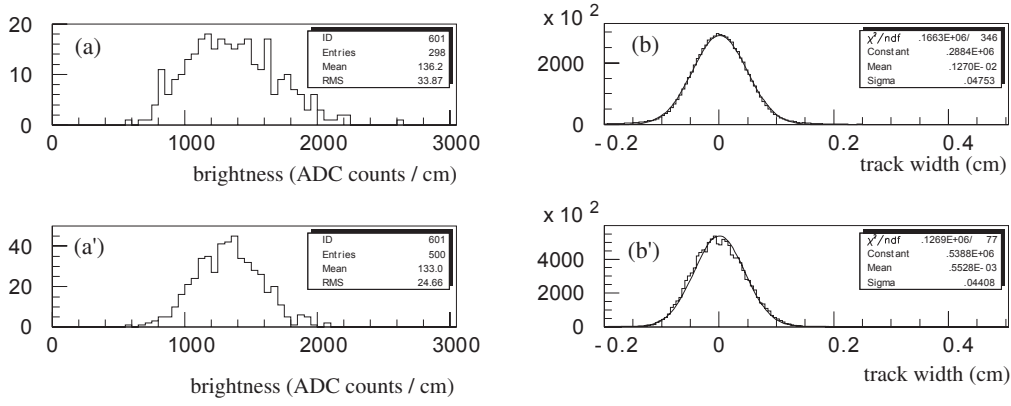 20
10
0
(a)
ID 601
Entries 298
Mean 136.2
RMS 33.87
0 1000 2000 3000
brightness (ADC counts / cm)
x 10 2
2000
0
(b)
χ²/ndf .1663E+06/ 346
Constant .2884E+06
Mean .1270E-02
Sigma .04753
-0.2 0 0.2 0.4
track width (cm)
40
20
0
(a')
ID 601
Entries 500
Mean 133.0
RMS 24.66
0 1000 2000 3000
brightness (ADC counts / cm)
x 10 2
4000
2000
0
(b')
χ²/ndf .1269E+06/ 77
Constant .5388E+06
Mean .5528E-03
Sigma .04408
-0.2 0 0.2 0.4
track width (cm)